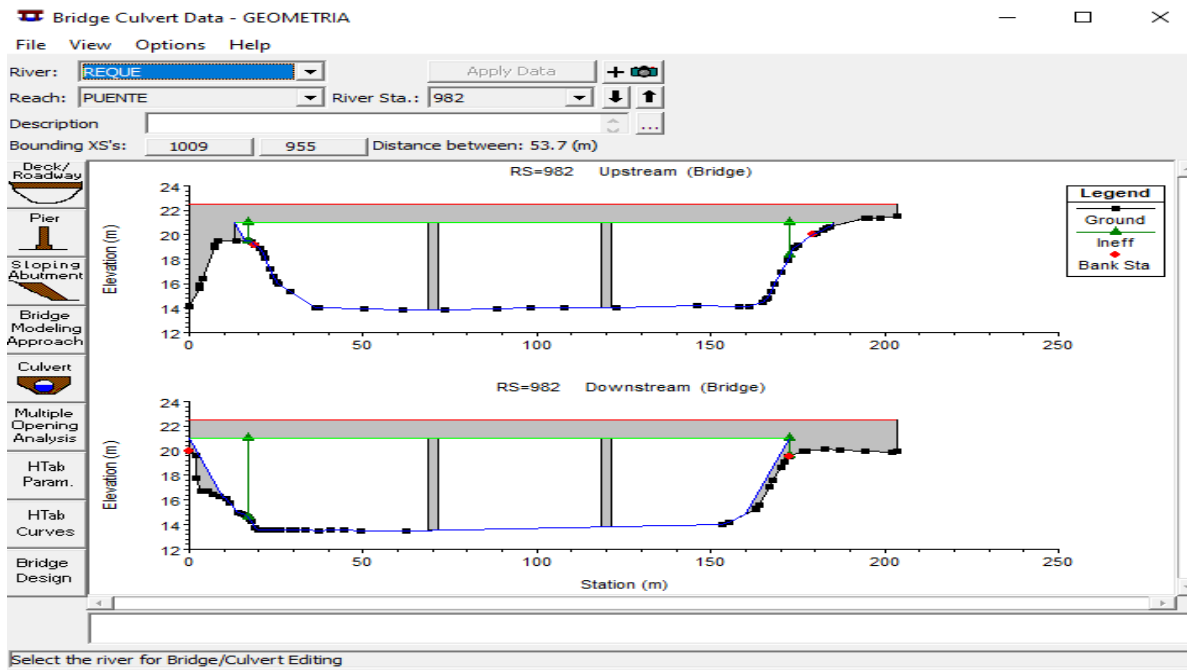 Bridge Culvert Data - GEOMETRIA
File View Options Help
River: REQUE Apply Data +
Reach: PUENTE River Sta.: 982
Description ...
Bounding XS's: 1009 955 Distance between: 53.7 (m)
Deck/
Roadway
Pier
Sloping
Abutment
Bridge
Modeling
Approach
Culvert
Multiple
Opening
Analysis
HTab
Param.
HTab
Curves
Bridge
Design
RS=982 Upstream (Bridge)
24
22
20
18
16
14
12
Elevation (m)
0 50 100 150 200 250
Legend
Ground
Ineff
Bank Sta
RS=982 Downstream (Bridge)
24
22
20
18
16
14
12
Elevation (m)
0 50 100 150 200 250
Station (m)
Select the river for Bridge/Culvert Editing